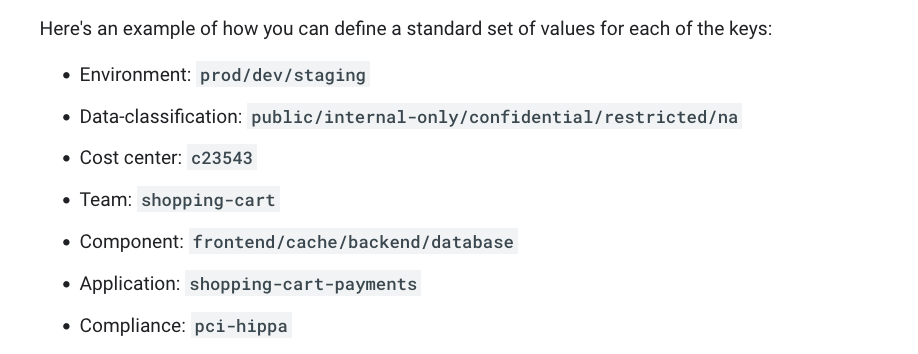 Here's an example of how you can define a standard set of values for each of the keys:
• Environment: prod/dev/staging
• Data-classification: public/internal-only/confidential/restricted/na
• Cost center: c23543
• Team: shopping-cart
• Component: frontend/cache/backend/database
• Application: shopping-cart-payments
• Compliance: pci-hippa